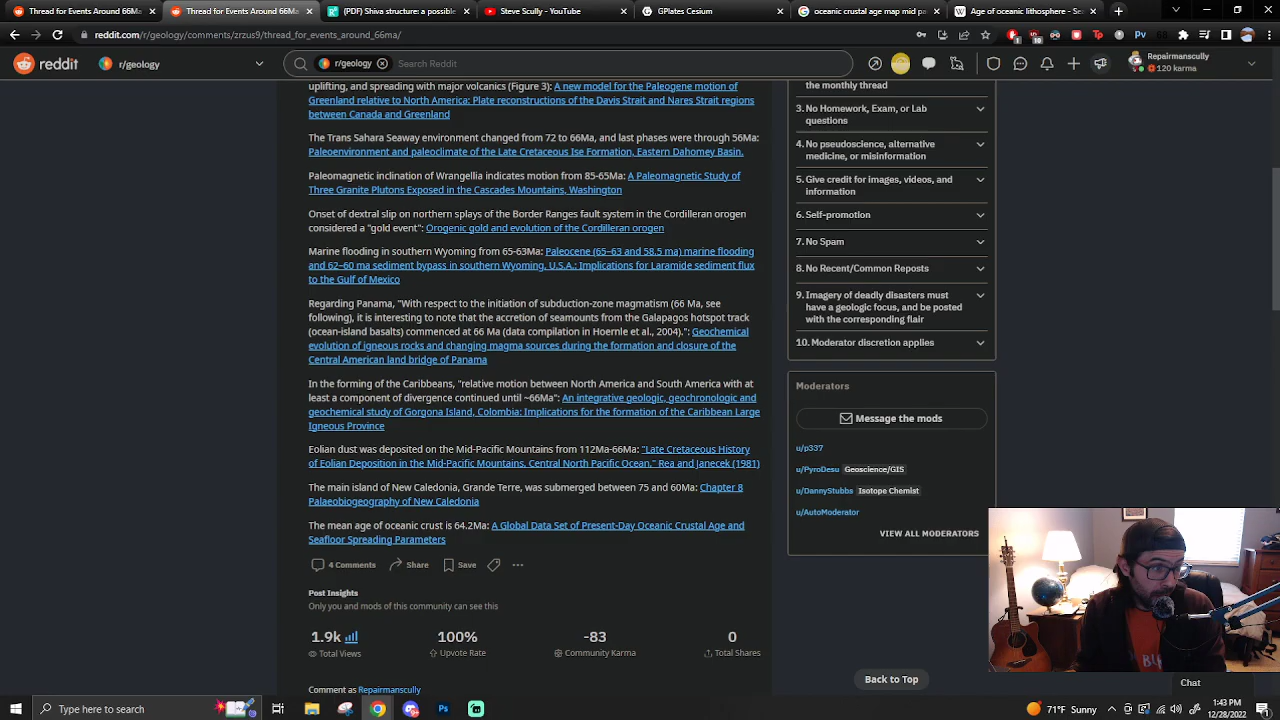 Thread for Events Around 66Ma
Thread for Events Around 66Ma
(PDF) Shiva structure: a possible
Steve Scully - YouTube
GPlates Cesium
oceanic crustal age map mid pa
Age of oceanic lithosphere - Se
reddit.com/r/geology/comments/zrzus9/thread_for_events_around_66ma/
reddit
r/geology
r/geology
Search Reddit
Repairmanscully
120 karma
uplifting, and spreading with major volcanics (Figure 3): A new model for the Paleogene motion of
Greenland relative to North America: Plate reconstructions of the Davis Strait and Nares Strait regions
between Canada and Greenland
The Trans Sahara Seaway environment changed from 72 to 66Ma, and last phases were through 56Ma:
Paleoenvironment and paleoclimate of the Late Cretaceous Ise Formation, Eastern Dahomey Basin.
Paleomagnetic inclination of Wrangellia indicates motion from 85-65Ma: A Paleomagnetic Study of
Three Granite Plutons Exposed in the Cascades Mountains, Washington
Onset of dextral slip on northern splays of the Border Ranges fault system in the Cordilleran orogen
considered a "gold event": Orogenic gold and evolution of the Cordilleran orogen
Marine flooding in southern Wyoming from 65-63Ma: Paleocene (65–63 and 58.5 ma) marine flooding
and 62–60 ma sediment bypass in southern Wyoming, U.S.A.: Implications for Laramide sediment flux
to the Gulf of Mexico
Regarding Panama, "With respect to the initiation of subduction-zone magmatism (66 Ma, see
following), it is interesting to note that the accretion of seamounts from the Galapagos hotspot track
(ocean-island basalts) commenced at 66 Ma (data compilation in Hoernle et al., 2004).": Geochemical
evolution of igneous rocks and changing magma sources during the formation and closure of the
Central American land bridge of Panama
In the forming of the Caribbeans, "relative motion between North America and South America with at
least a component of divergence continued until ~66Ma": An integrative geologic, geochronologic and
geochemical study of Gorgona Island, Colombia: Implications for the formation of the Caribbean Large
Igneous Province
Eolian dust was deposited on the Mid-Pacific Mountains from 112Ma-66Ma: "Late Cretaceous History
of Eolian Deposition in the Mid-Pacific Mountains, Central North Pacific Ocean." Rea and Janecek (1981)
The main island of New Caledonia, Grande Terre, was submerged between 75 and 60Ma: Chapter 8
Palaeobiogeography of New Caledonia
The mean age of oceanic crust is 64.2Ma: A Global Data Set of Present-Day Oceanic Crustal Age and
Seafloor Spreading Parameters
4 Comments
Share
Save
Post Insights
Only you and mods of this community can see this
1.9k
100%
-83
0
Total Views
Upvote Rate
Community Karma
Total Shares
Comment as Repairmanscully
the monthly thread
3. No Homework, Exam, or Lab
questions
4. No pseudoscience, alternative
medicine, or misinformation
5. Give credit for images, videos, and
information
6. Self-promotion
7. No Spam
8. No Recent/Common Reposts
9. Imagery of deadly disasters must
have a geologic focus, and be posted
with the corresponding flair
10. Moderator discretion applies
Moderators
Message the mods
u/p337
u/PyroDesu Geoscience/GIS
u/DannyStubbs Isotope Chemist
u/AutoModerator
VIEW ALL MODERATORS
Back to Top
Chat
Type here to search
71°F Sunny
1:43 PM
12/28/2022